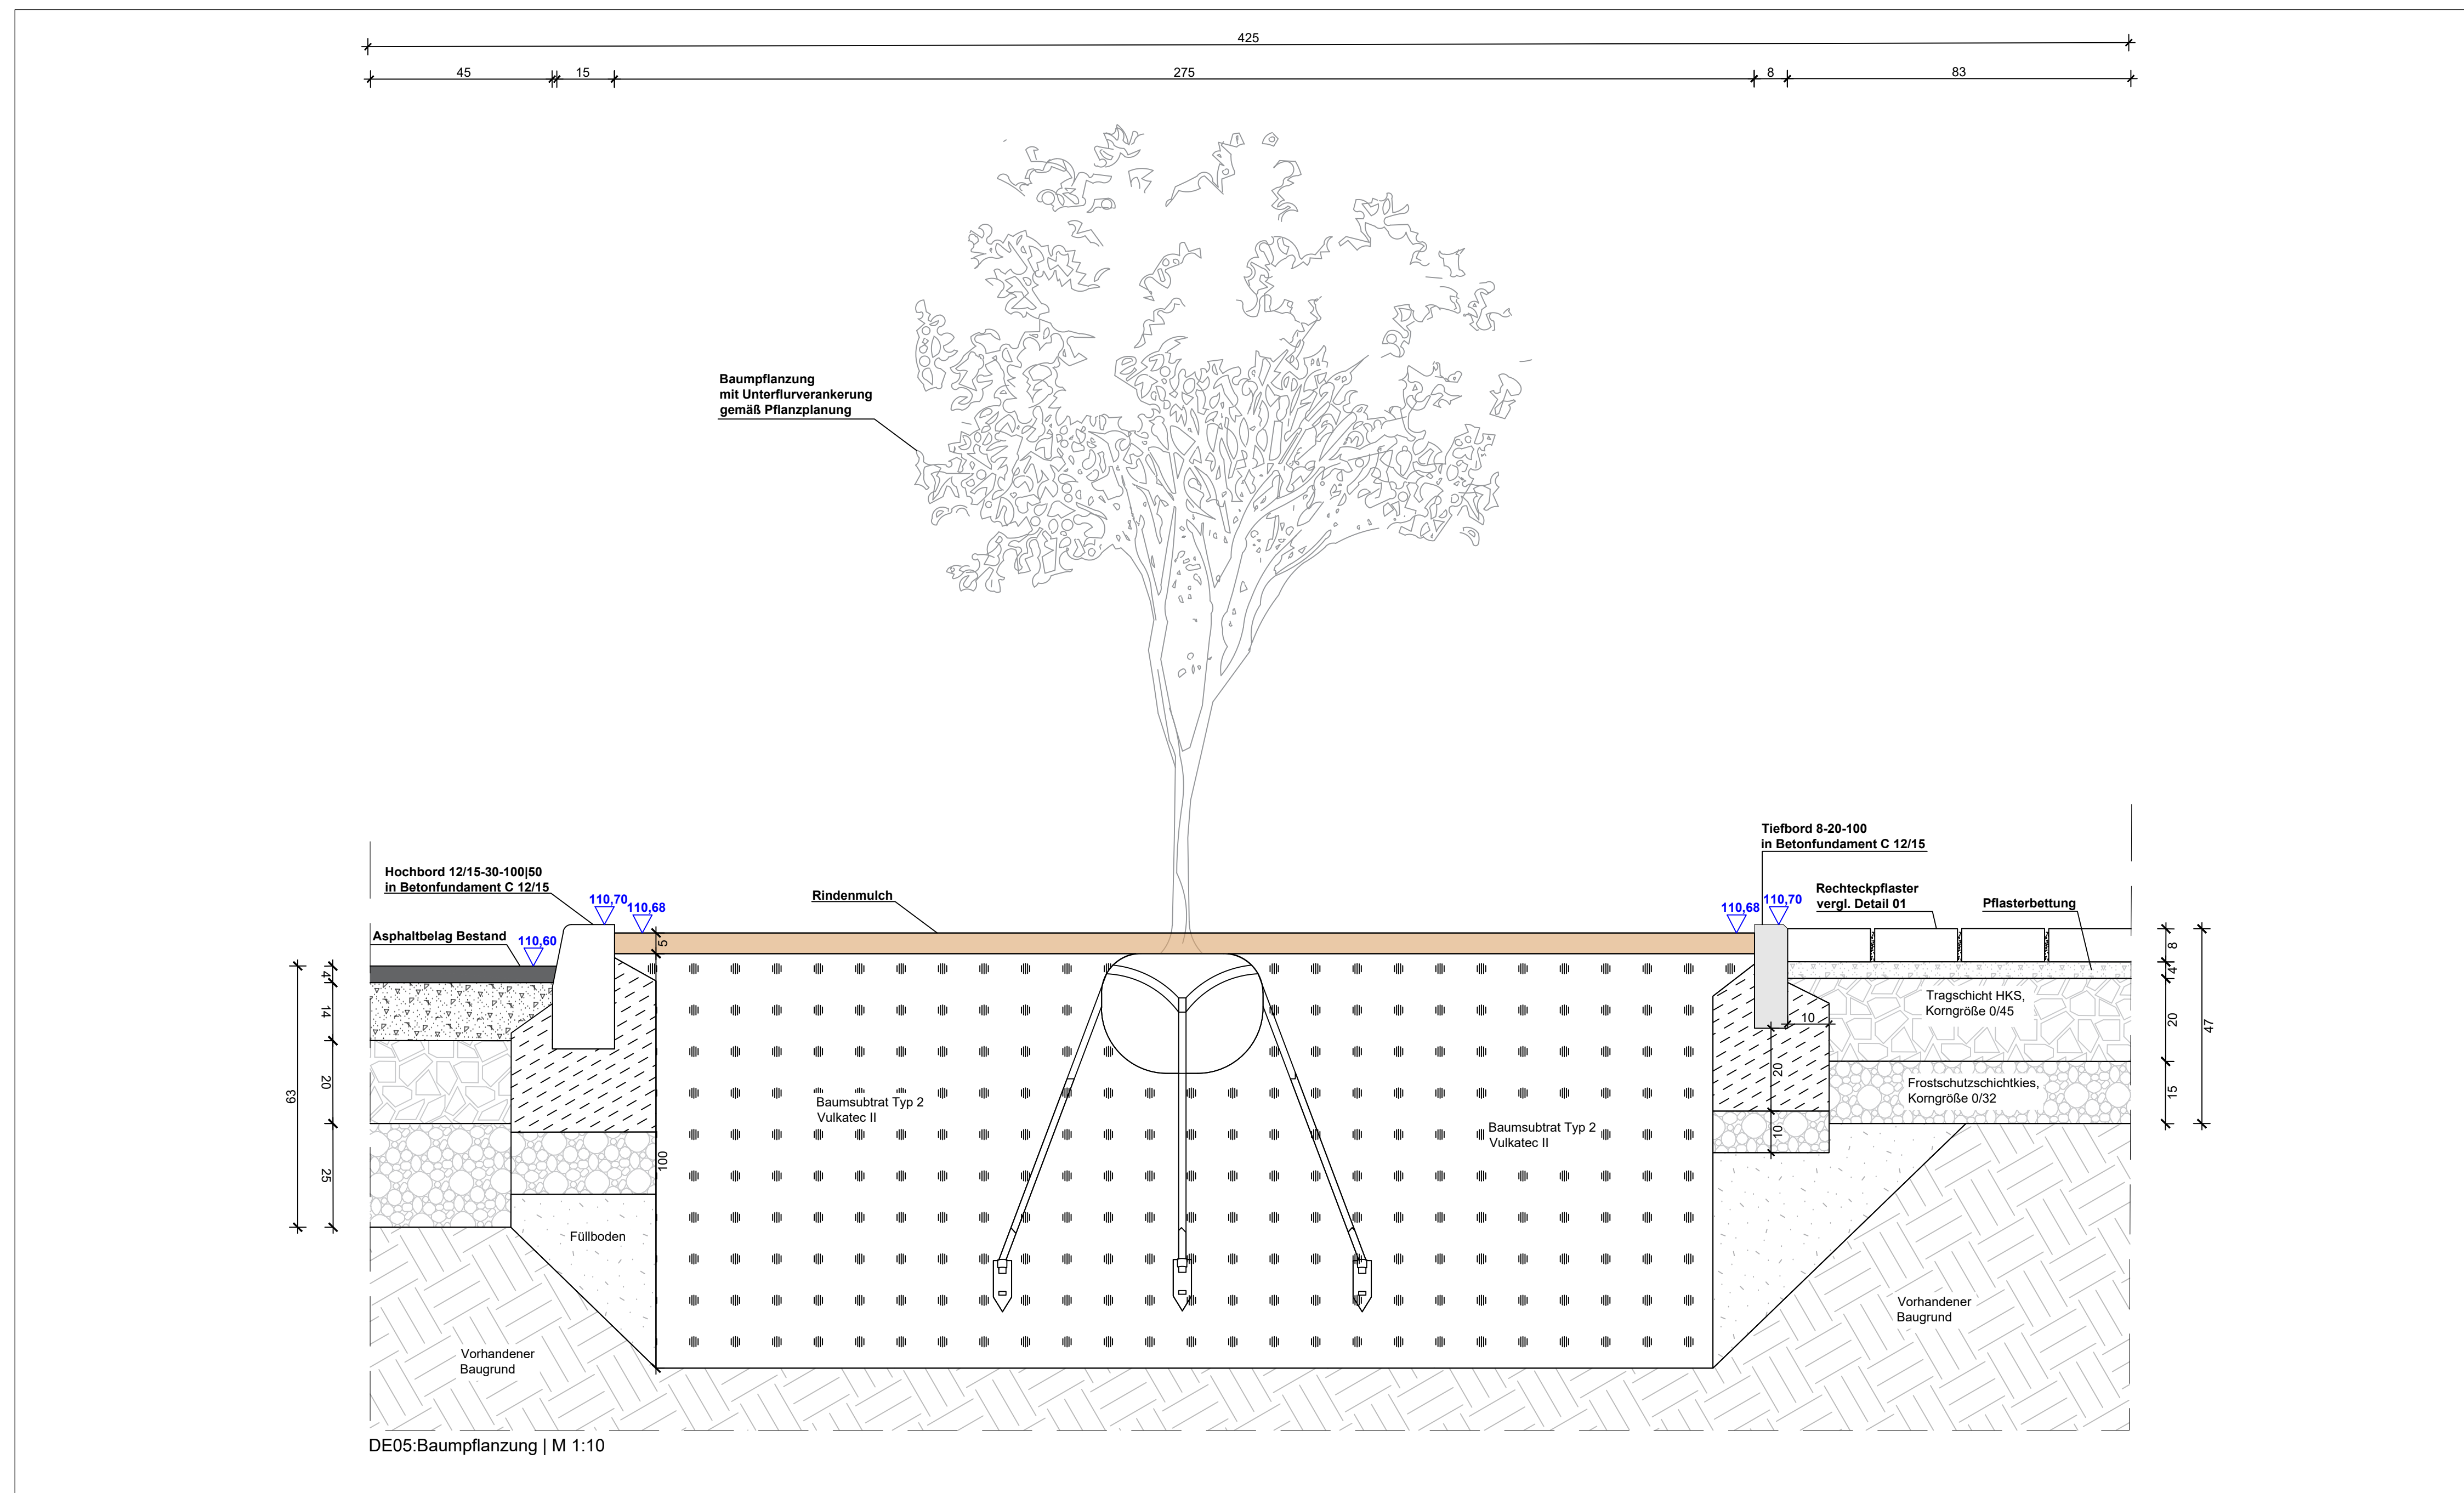 425
45 15 275 8 83
Baumpflanzung
mit Unterflurverankerung
gemäß Pflanzplanung
Tiefbord 8-20-100
in Betonfundament C 12/15
Hochbord 12/15-30-100|50
in Betonfundament C 12/15
Rindenmulch
Rechteckpflaster
vergl. Detail 01
Pflasterbettung
110,70
110,68
110,68
110,70
Asphaltbelag Bestand
110,60
5
8
4
4
14
20
25
63
Tragschicht HKS,
Korngröße 0/45
10
20
47
20
Frostschutzschichtkies,
Korngröße 0/32
15
Baumsubtrat Typ 2
Vulkatec II
Baumsubtrat Typ 2
Vulkatec II
10
100
Füllboden
Vorhandener
Baugrund
Vorhandener
Baugrund
DE05:Baumpflanzung | M 1:10